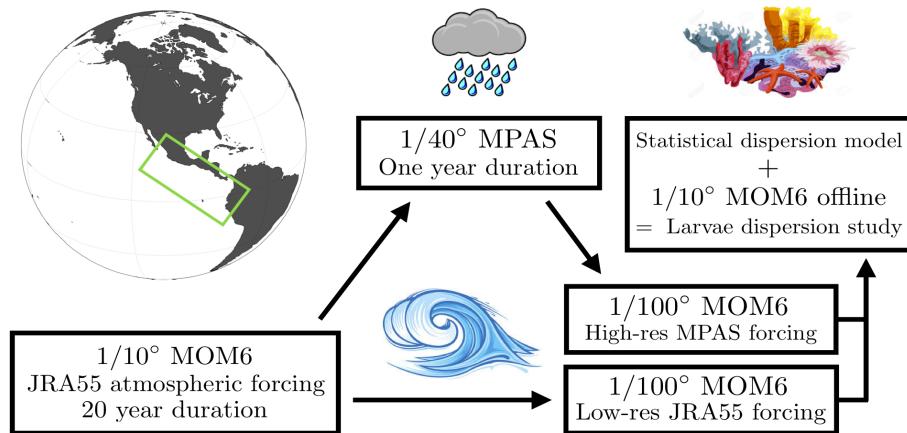 1/40° MPAS
One year duration
Statistical dispersion model
+
1/10° MOM6 offline
= Larvae dispersion study
1/100° MOM6
High-res MPAS forcing
1/10° MOM6
JRA55 atmospheric forcing
20 year duration
1/100° MOM6
Low-res JRA55 forcing